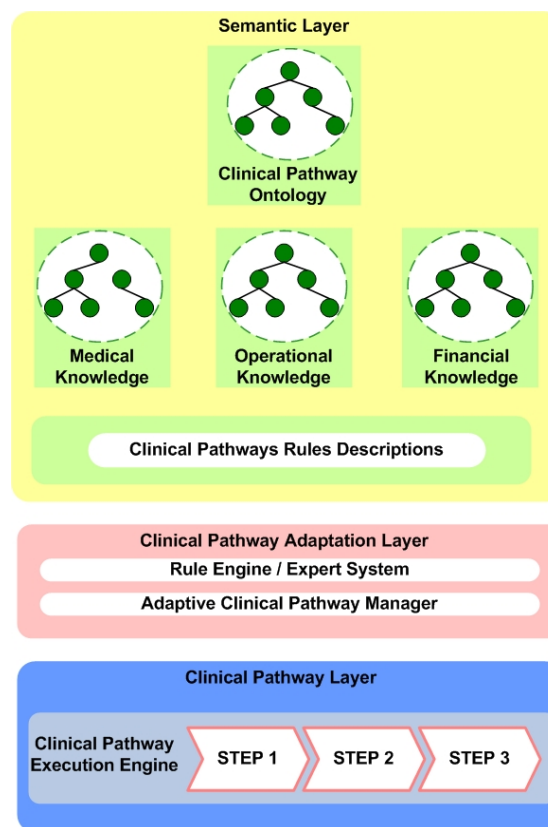 Semantic Layer
Clinical Pathway
Ontology
Medical
Knowledge
Operational
Knowledge
Financial
Knowledge
Clinical Pathways Rules Descriptions
Clinical Pathway Adaptation Layer
Rule Engine / Expert System
Adaptive Clinical Pathway Manager
Clinical Pathway Layer
Clinical Pathway
Execution Engine
STEP 1
STEP 2
STEP 3